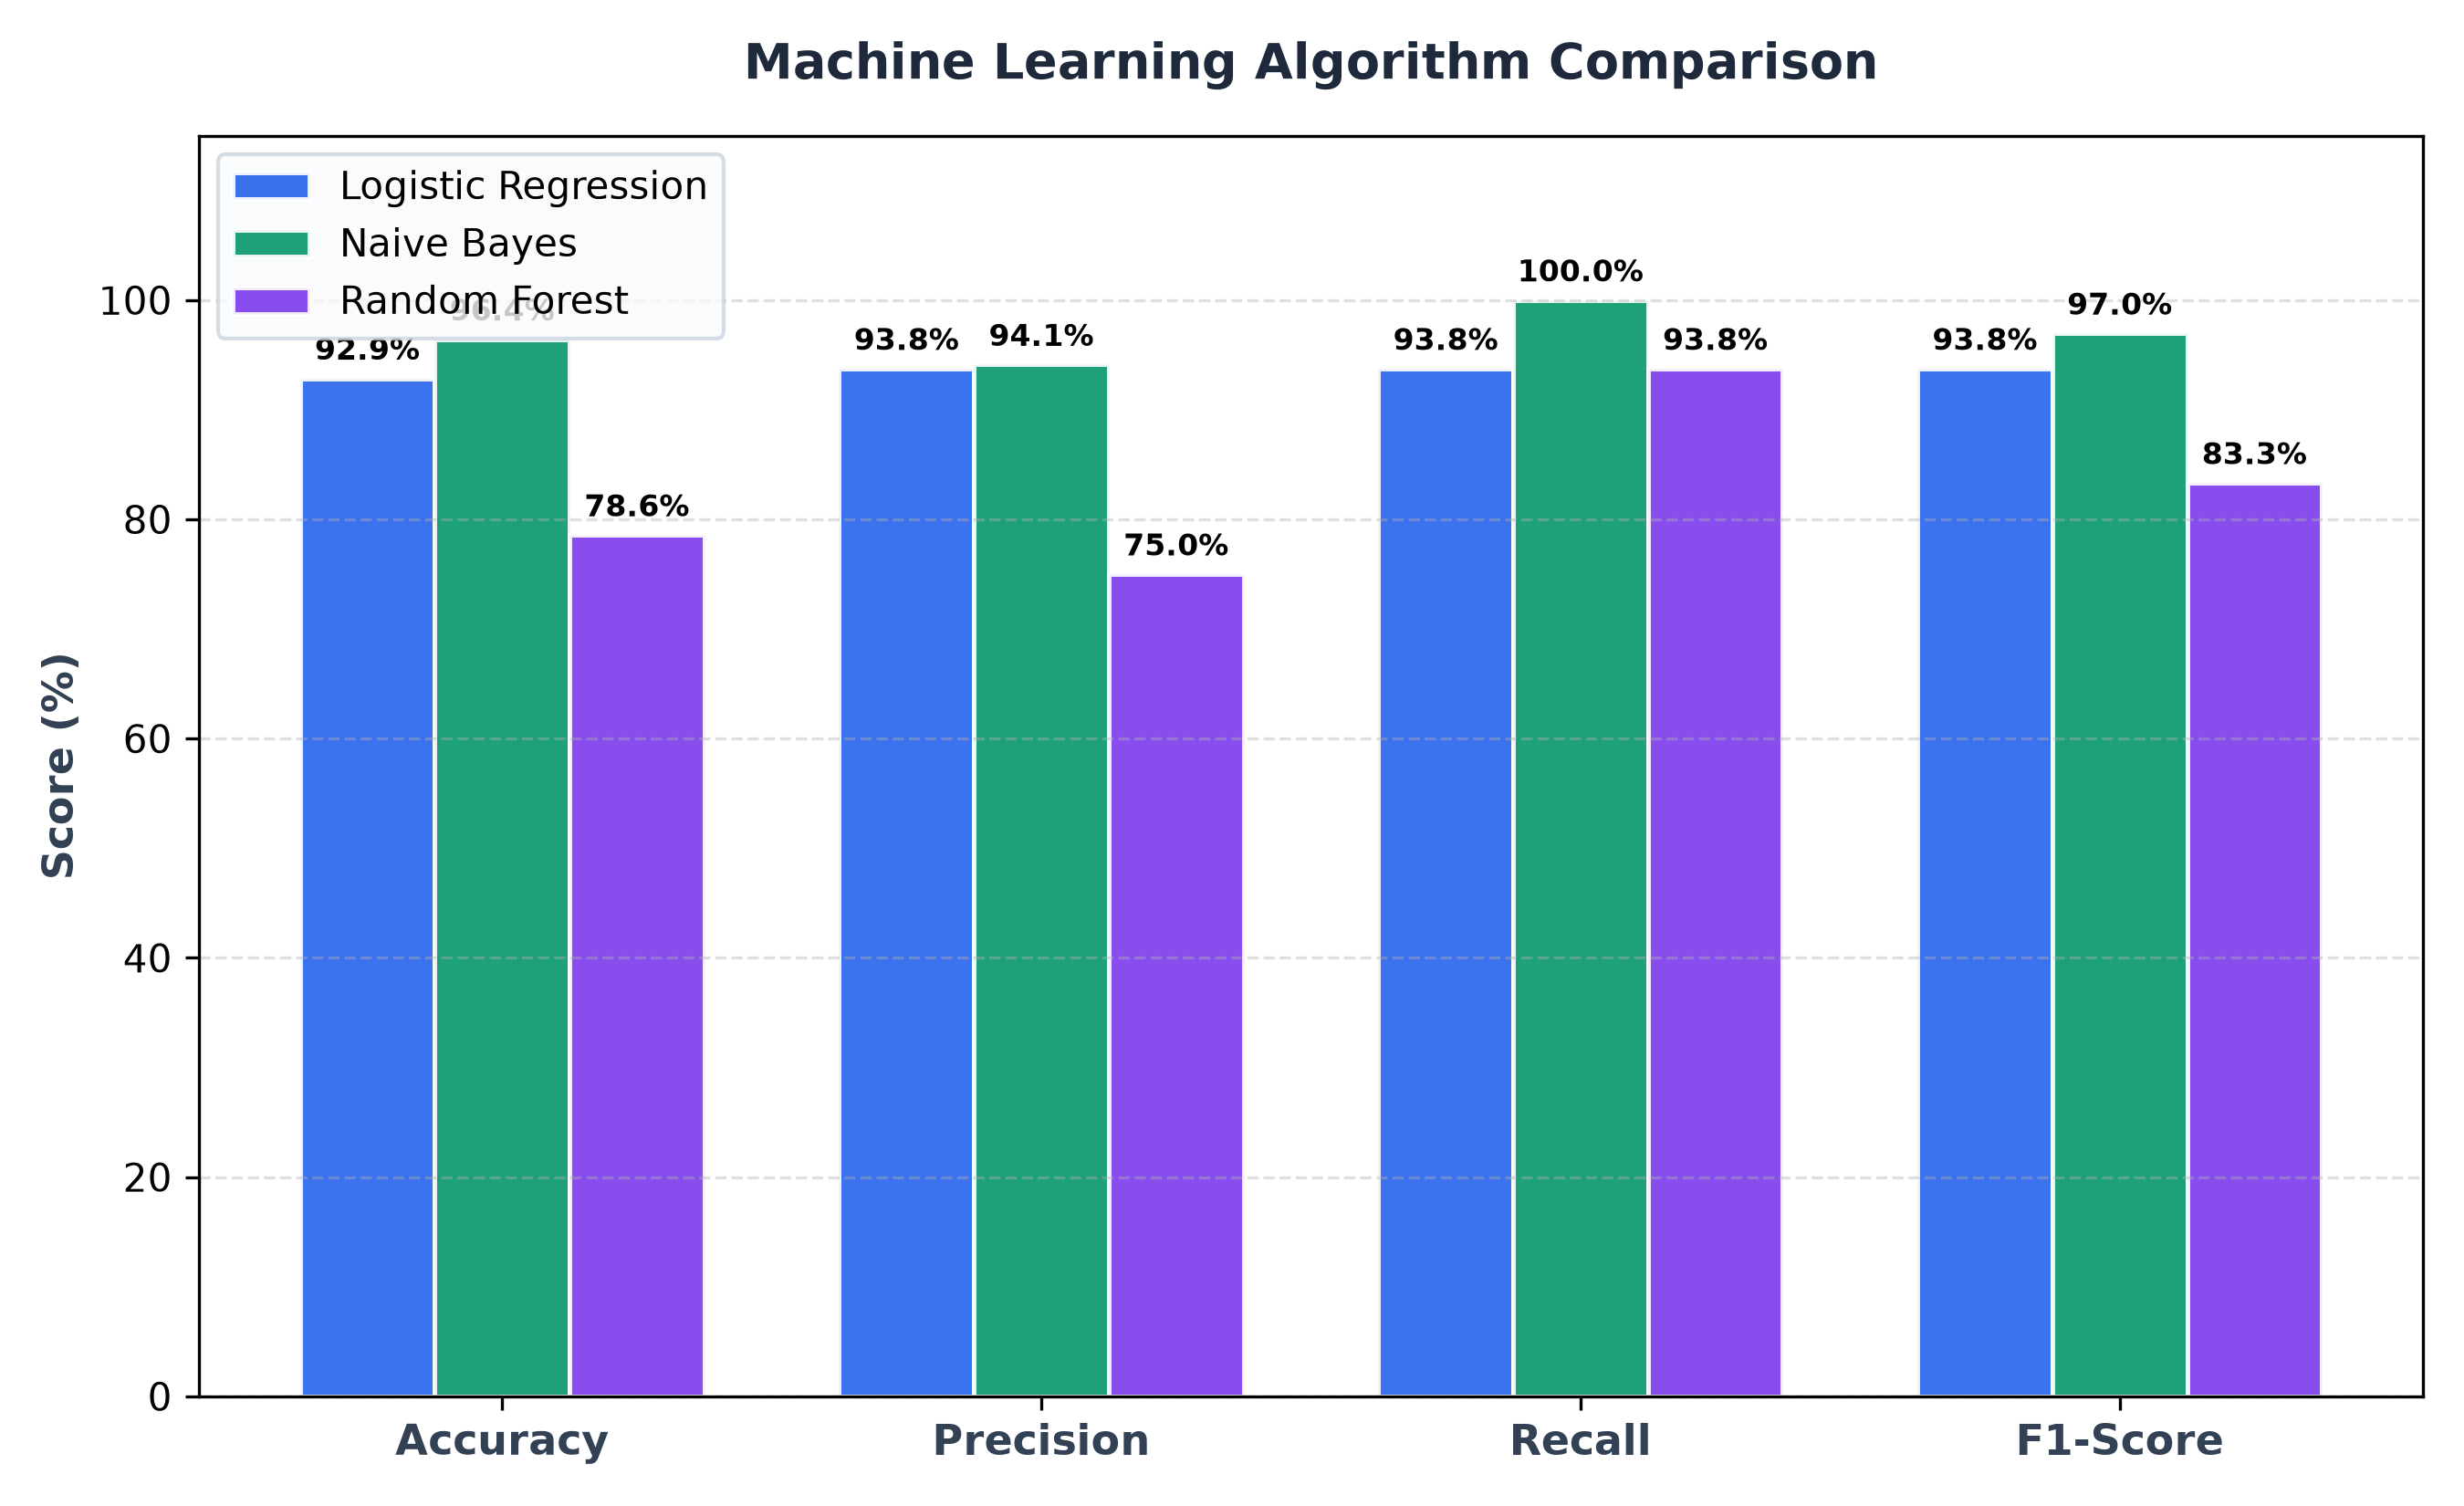 Machine Learning Algorithm Comparison
Logistic Regression
Naive Bayes
Random Forest
Score (%)
100
80
60
40
20
0
92.9%
96.4%
78.6%
93.8%
94.1%
75.0%
93.8%
100.0%
93.8%
93.8%
97.0%
83.3%
Accuracy
Precision
Recall
F1-Score